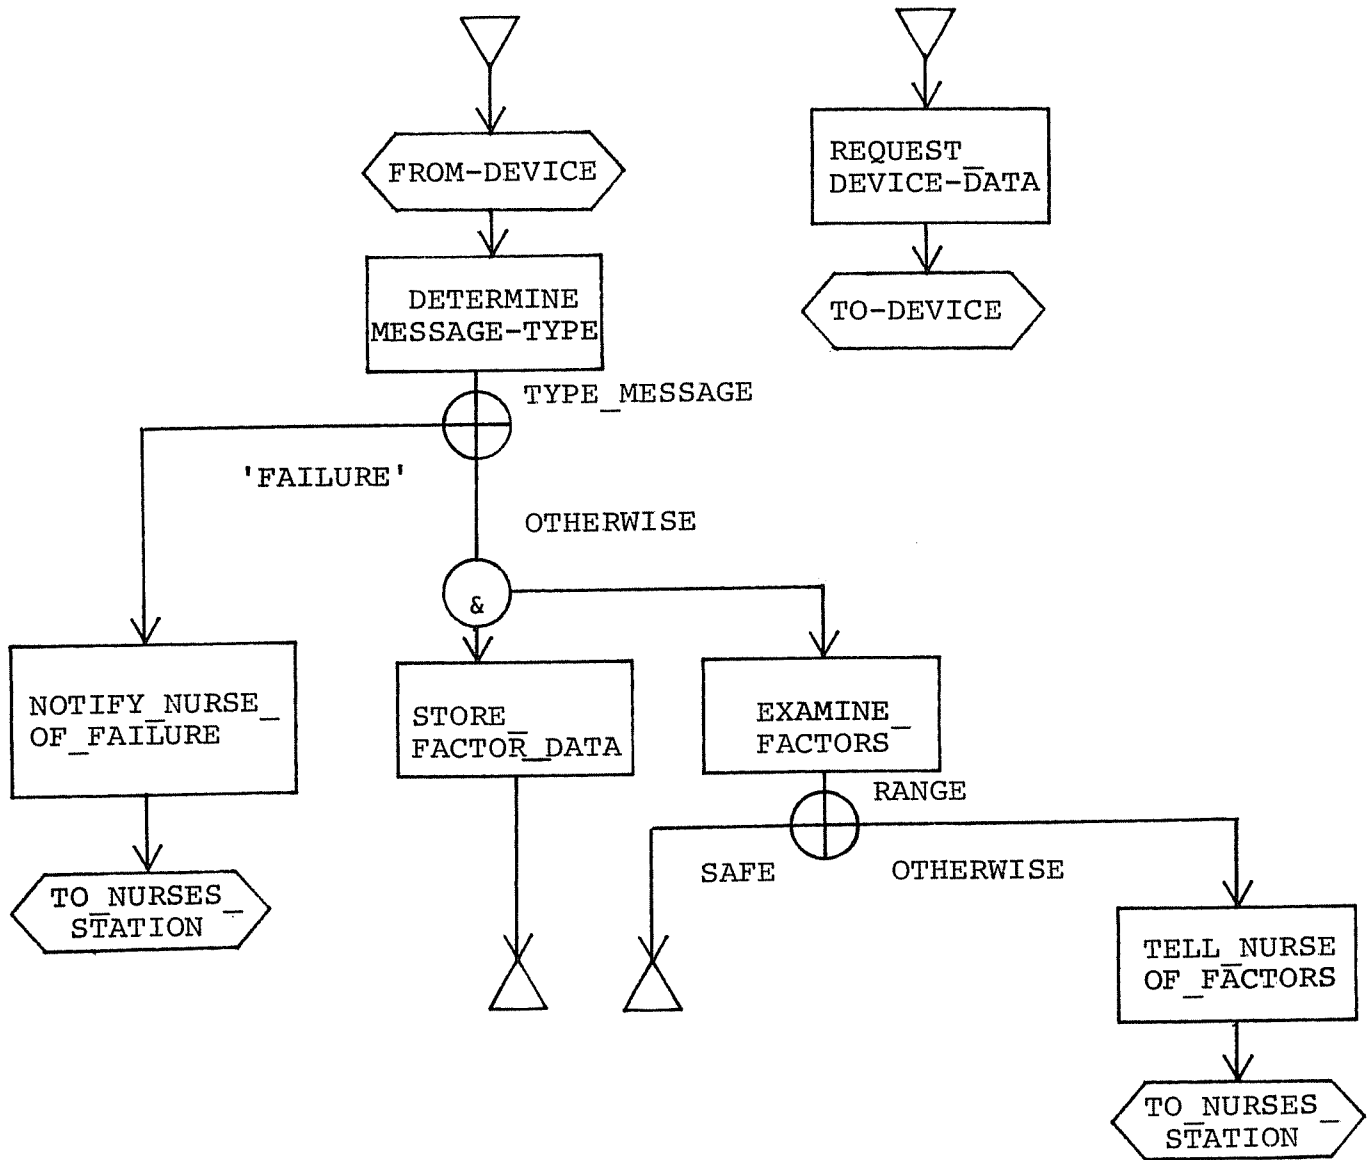 FROM-DEVICE
REQUEST_
DEVICE-DATA
DETERMINE
MESSAGE-TYPE
TO-DEVICE
TYPE_MESSAGE
'FAILURE'
OTHERWISE
&
NOTIFY_NURSE_
OF_FAILURE
STORE_
FACTOR_DATA
EXAMINE_
FACTORS
RANGE
SAFE
OTHERWISE
TO_NURSES_
STATION
TELL_NURSE
OF_FACTORS
TO_NURSES_
STATION